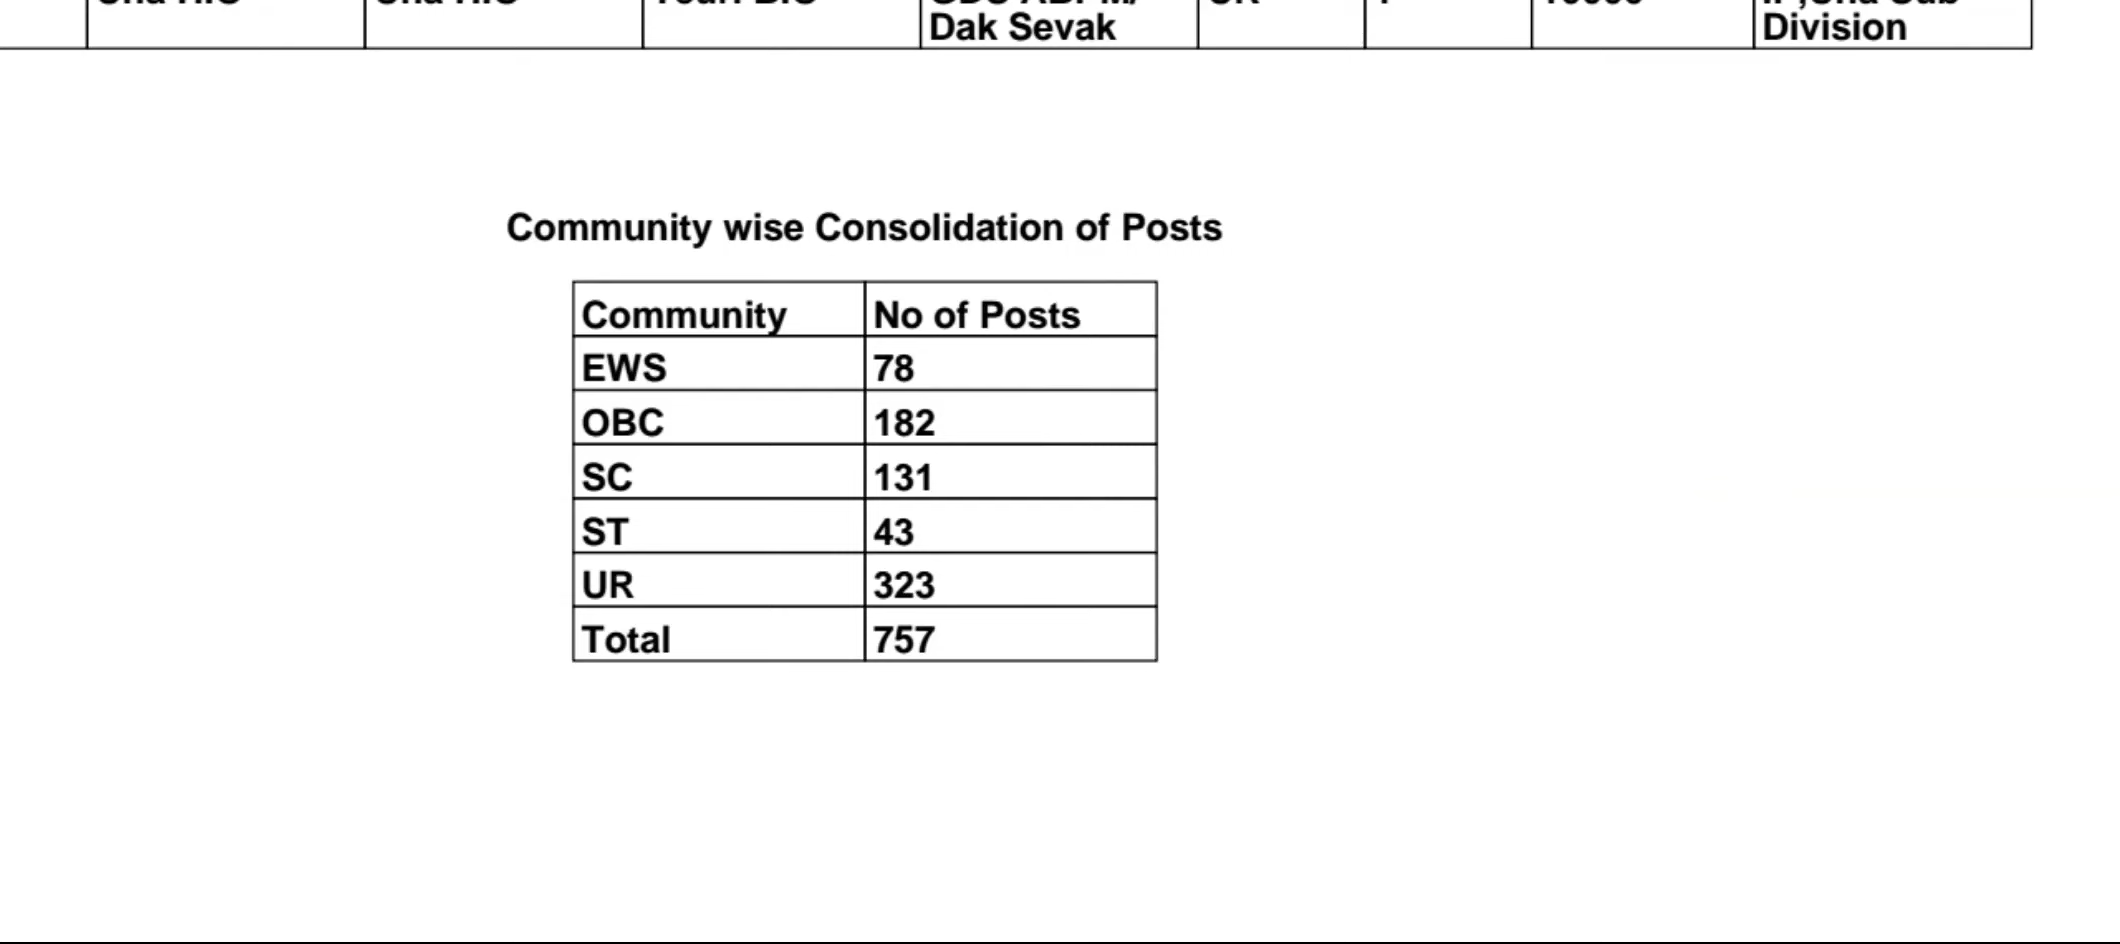 Dak Sevak
Division
Community wise Consolidation of Posts
Community No of Posts
EWS 78
OBC 182
SC 131
ST 43
UR 323
Total 757